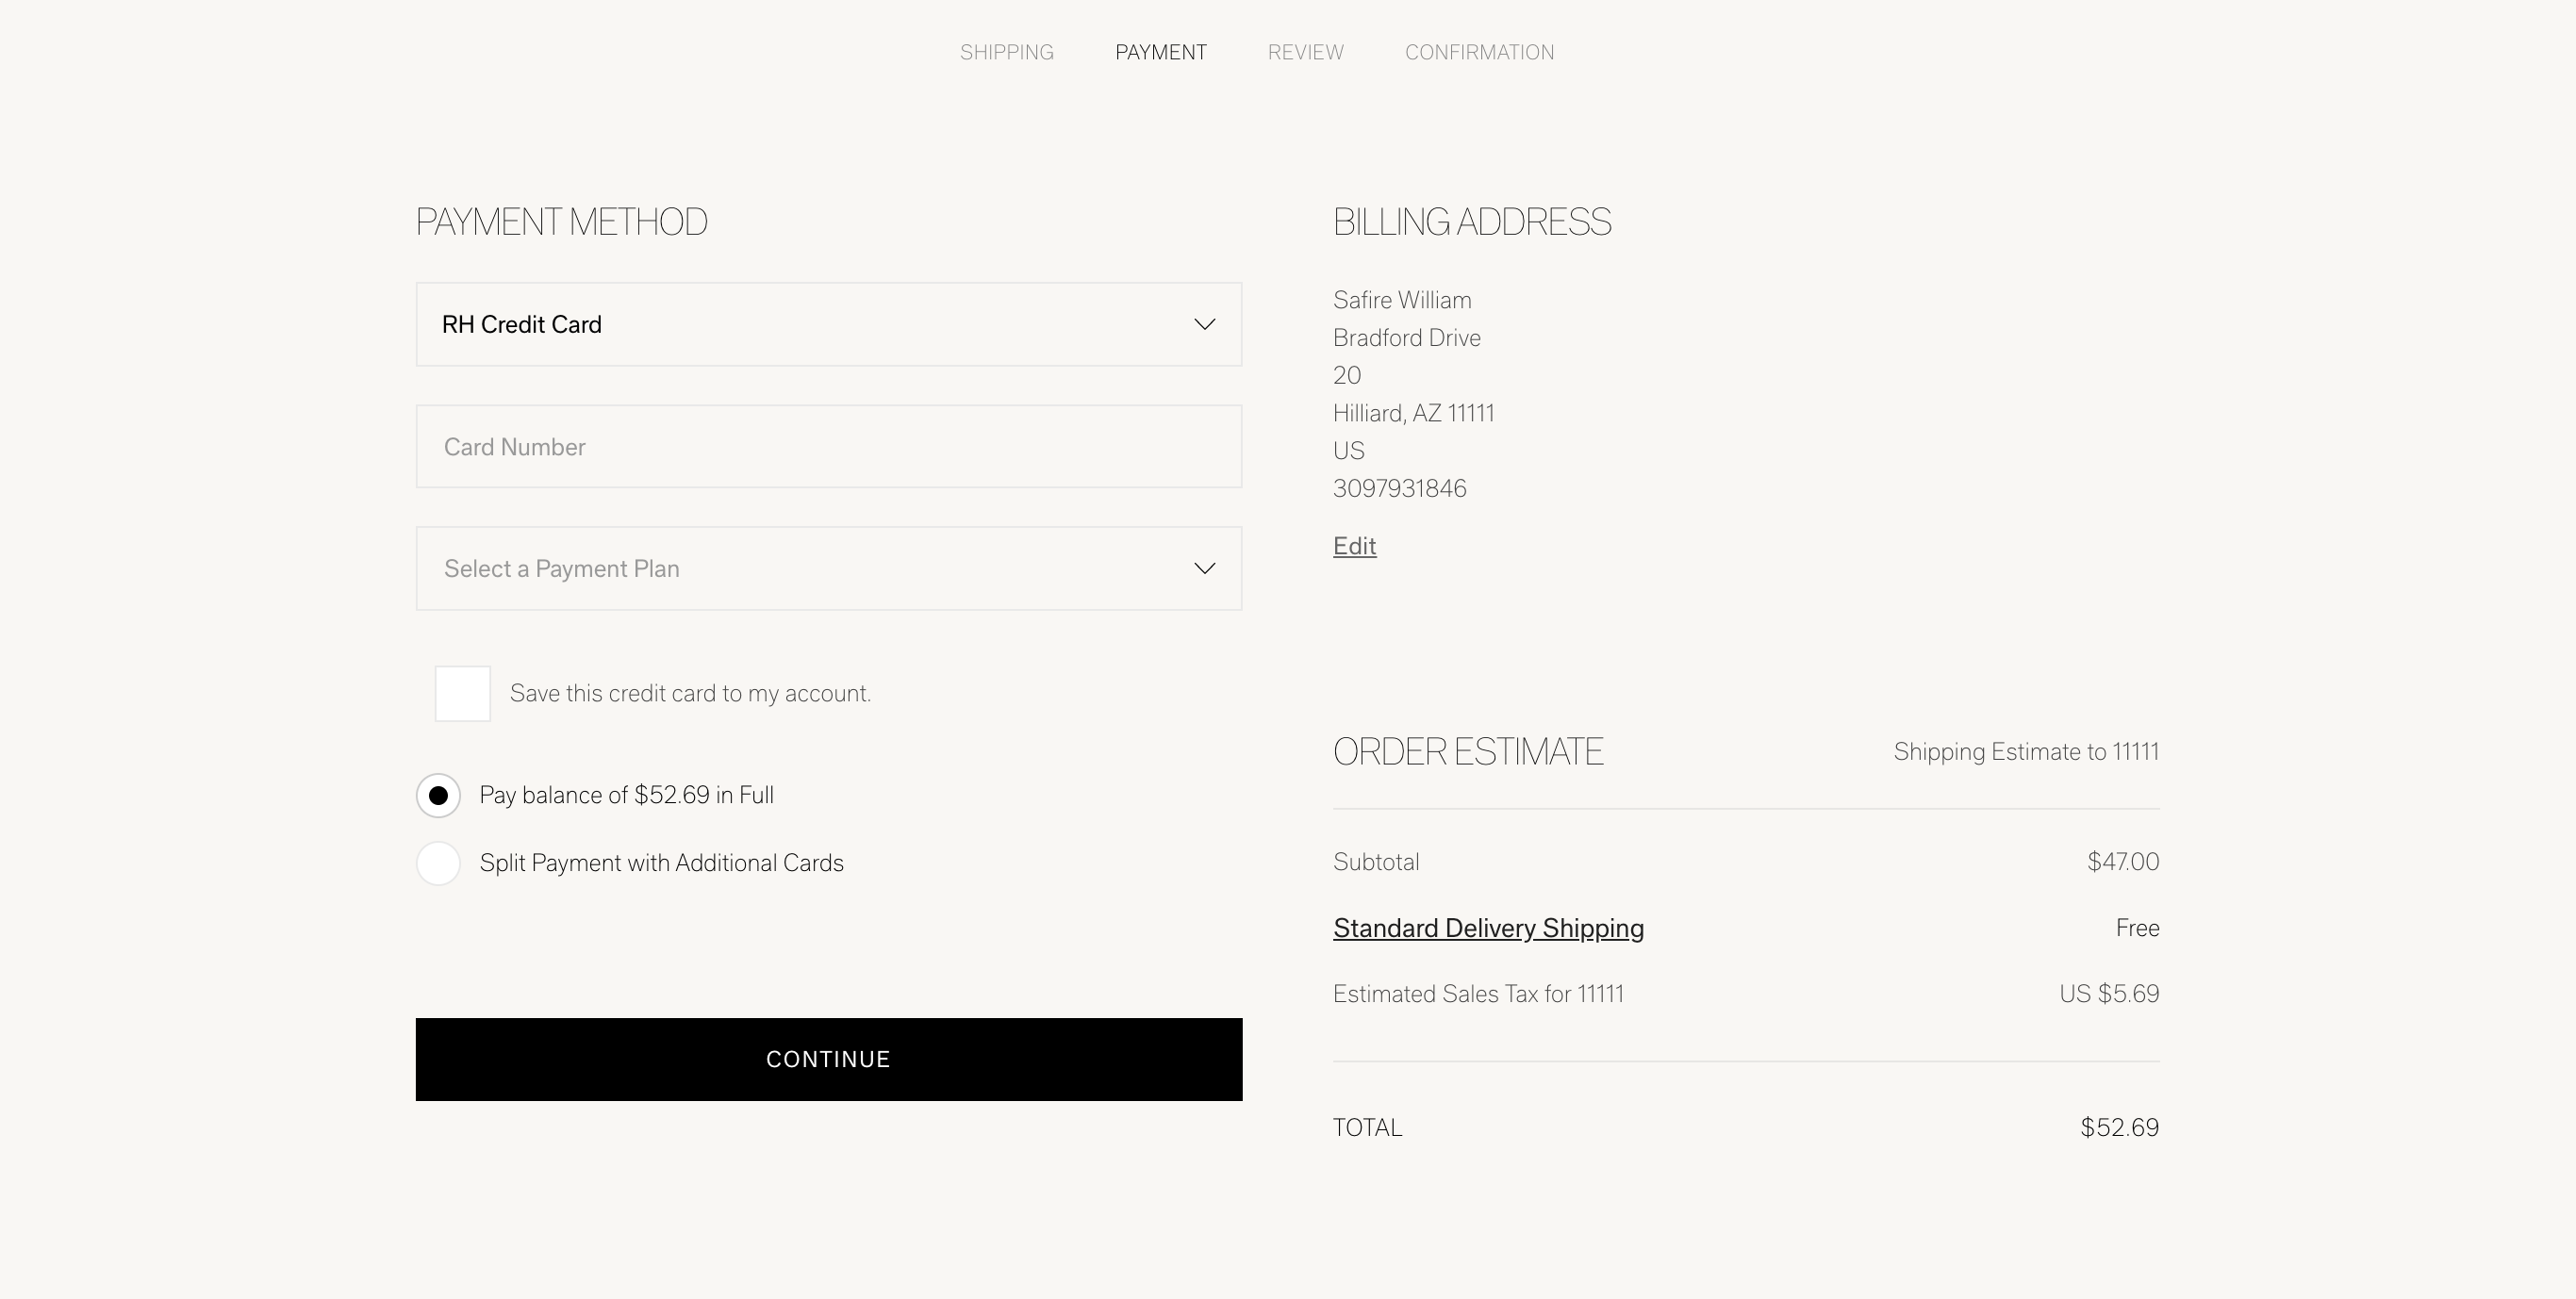 SHIPPING PAYMENT REVIEW CONFIRMATION
PAYMENT METHOD
RH Credit Card
Card Number
Select a Payment Plan
Save this credit card to my account.
Pay balance of $52.69 in Full
Split Payment with Additional Cards
CONTINUE
BILLING ADDRESS
Safire William
Bradford Drive
20
Hilliard, AZ 11111
US
3097931846
Edit
ORDER ESTIMATE Shipping Estimate to 11111
Subtotal $47.00
Standard Delivery Shipping Free
Estimated Sales Tax for 11111 US $5.69
TOTAL $52.69